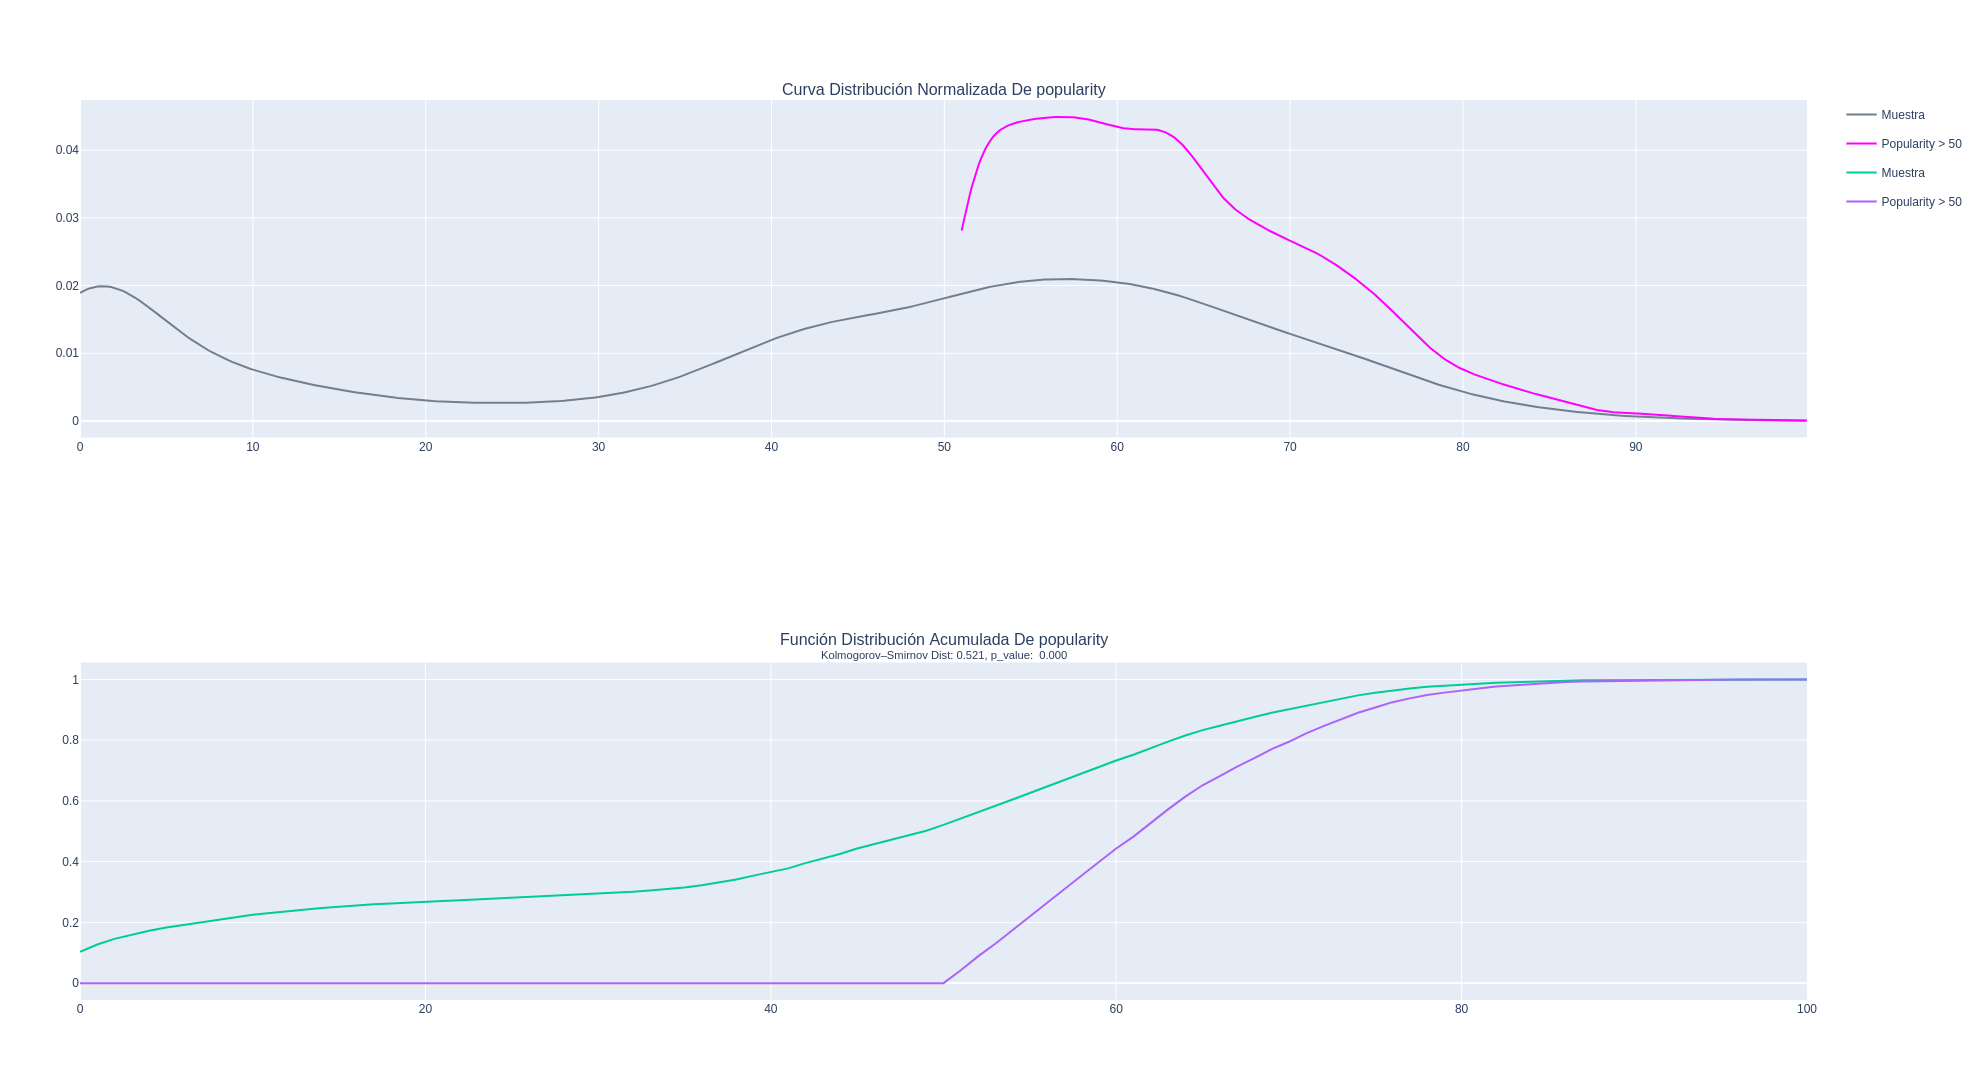 Curva Distribución Normalizada De popularity
0.04
0.03
0.02
0.01
0
0 10 20 30 40 50 60 70 80 90
Muestra
Popularity > 50
Muestra
Popularity > 50
Función Distribución Acumulada De popularity
Kolmogorov–Smirnov Dist: 0.521, p_value:  0.000
1
0.8
0.6
0.4
0.2
0
0 20 40 60 80 100